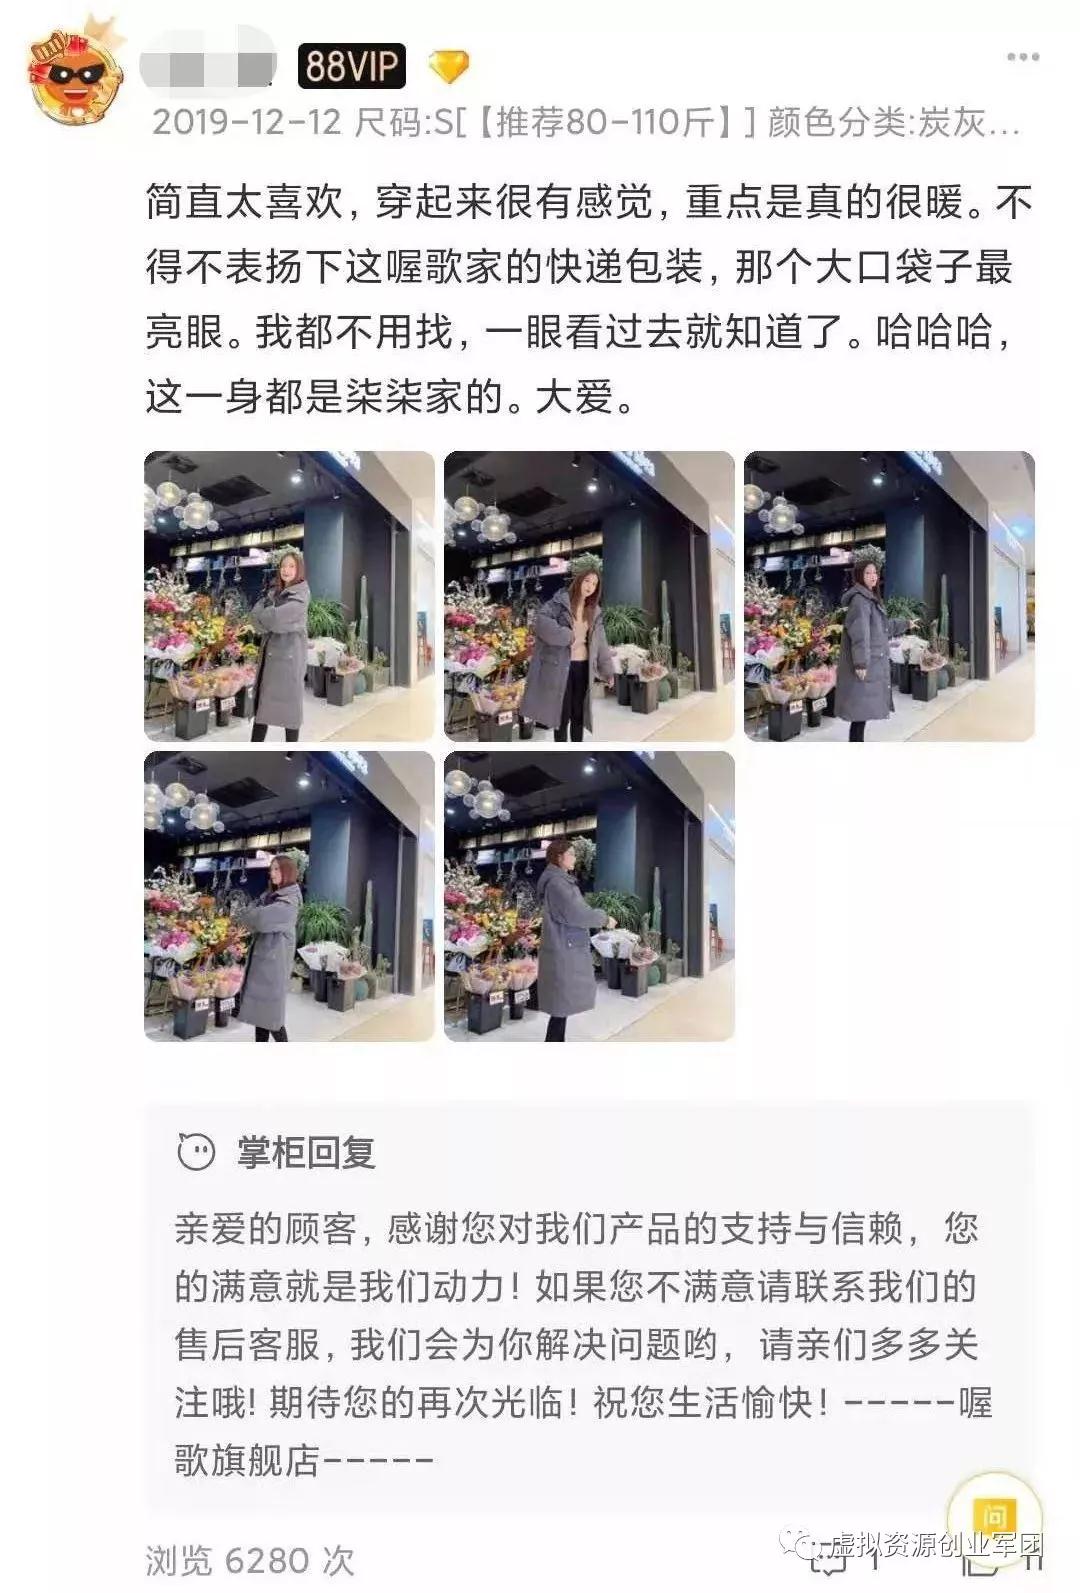 88VIP
2019-12-12 尺码:S[【推荐80-110斤】] 颜色分类:炭灰...
简直太喜欢，穿起来很有感觉，重点是真的很暖。不
得不表扬下这喔歌家的快递包装，那个大口袋子最
亮眼。我都不用找，一眼看过去就知道了。哈哈哈，
这一身都是柒柒家的。大爱。
掌柜回复
亲爱的顾客，感谢您对我们产品的支持与信赖，您
的满意就是我们动力！如果您不满意请联系我们的
售后客服，我们会为你解决问题哟，请亲们多多关
注哦！期待您的再次光临！祝您生活愉快！-----喔
歌旗舰店-----
问
浏览 6280 次
虚拟资源创业军团